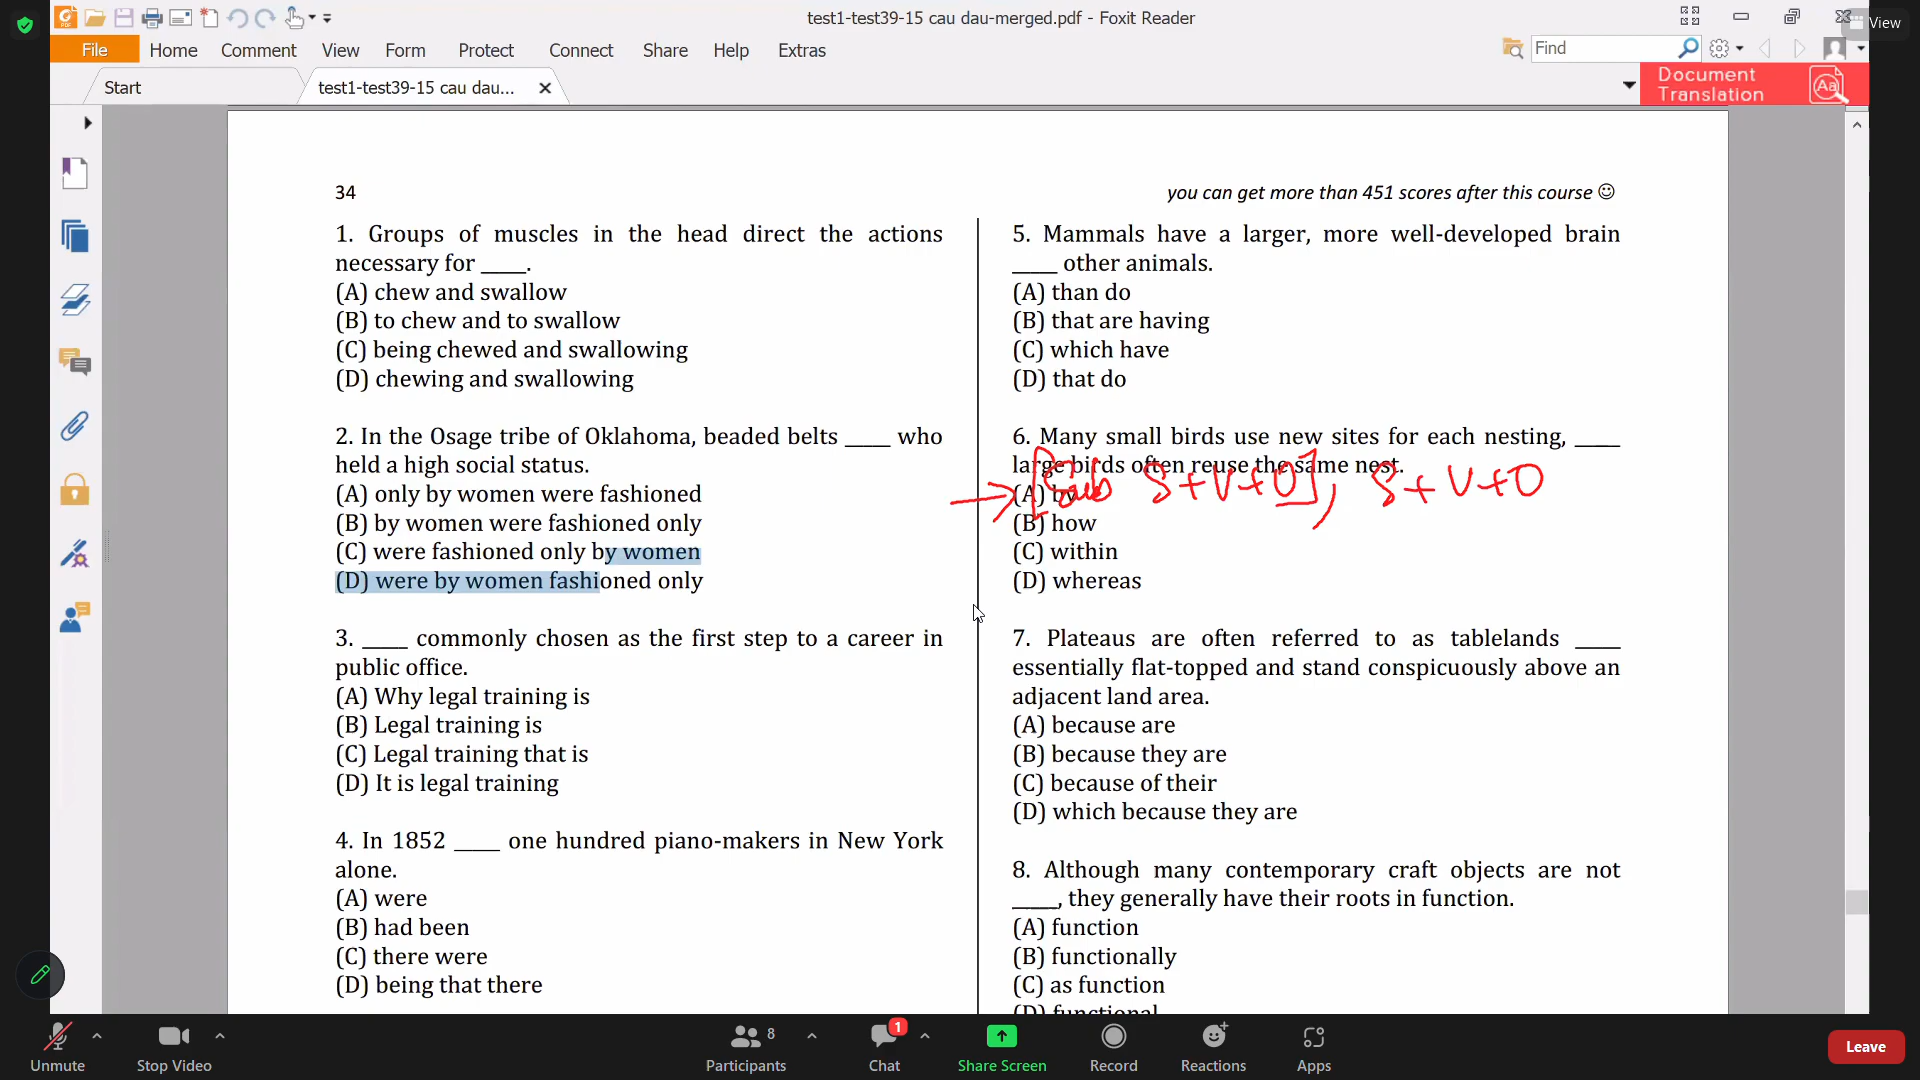 test1-test39-15 cau dau-merged.pdf - Foxit Reader
View
File Home Comment View Form Protect Connect Share Help Extras
Find
Start
test1-test39-15 cau dau...
Document
Translation
34
you can get more than 451 scores after this course ☺
1. Groups of muscles in the head direct the actions
necessary for _____.
(A) chew and swallow
(B) to chew and to swallow
(C) being chewed and swallowing
(D) chewing and swallowing
2. In the Osage tribe of Oklahoma, beaded belts _____ who
held a high social status.
(A) only by women were fashioned
(B) by women were fashioned only
(C) were fashioned only by women
(D) were by women fashioned only
3. _____ commonly chosen as the first step to a career in
public office.
(A) Why legal training is
(B) Legal training is
(C) Legal training that is
(D) It is legal training
4. In 1852 _____ one hundred piano-makers in New York
alone.
(A) were
(B) had been
(C) there were
(D) being that there
5. Mammals have a larger, more well-developed brain
_____ other animals.
(A) than do
(B) that are having
(C) which have
(D) that do
6. Many small birds use new sites for each nesting, _____
large birds often reuse the same nest.
[Sub S+V+O], S+V+O
(A) by
(B) how
(C) within
(D) whereas
7. Plateaus are often referred to as tablelands _____
essentially flat-topped and stand conspicuously above an
adjacent land area.
(A) because are
(B) because they are
(C) because of their
(D) which because they are
8. Although many contemporary craft objects are not
_____, they generally have their roots in function.
(A) function
(B) functionally
(C) as function
(D) functional
Unmute
Stop Video
Participants 8
Chat 1
Share Screen
Record
Reactions
Apps
Leave